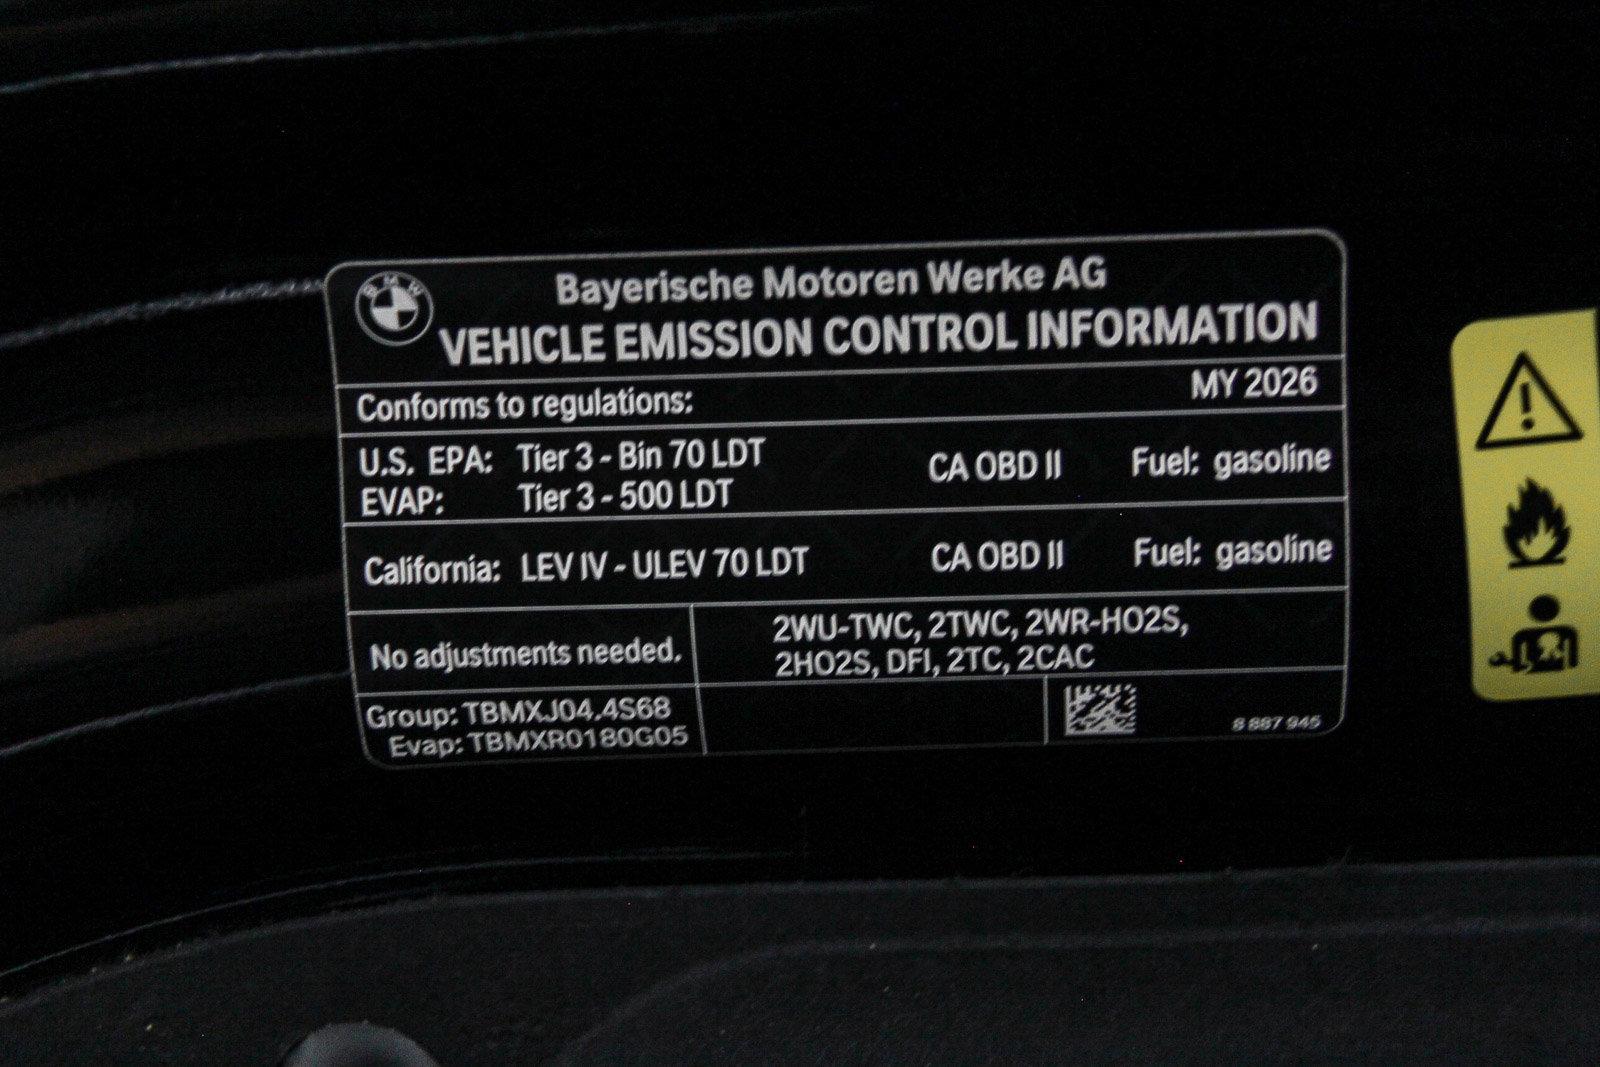 BMW
Bayerische Motoren Werke AG
VEHICLE EMISSION CONTROL INFORMATION
Conforms to regulations: MY 2026
U.S. EPA: Tier 3 - Bin 70 LDT CA OBD II Fuel: gasoline
EVAP: Tier 3 - 500 LDT
California: LEV IV - ULEV 70 LDT CA OBD II Fuel: gasoline
No adjustments needed.
2WU-TWC, 2TWC, 2WR-HO2S,
2HO2S, DFI, 2TC, 2CAC
Group: TBMXJ04.4S68
Evap: TBMXR0180G05
8 887 945